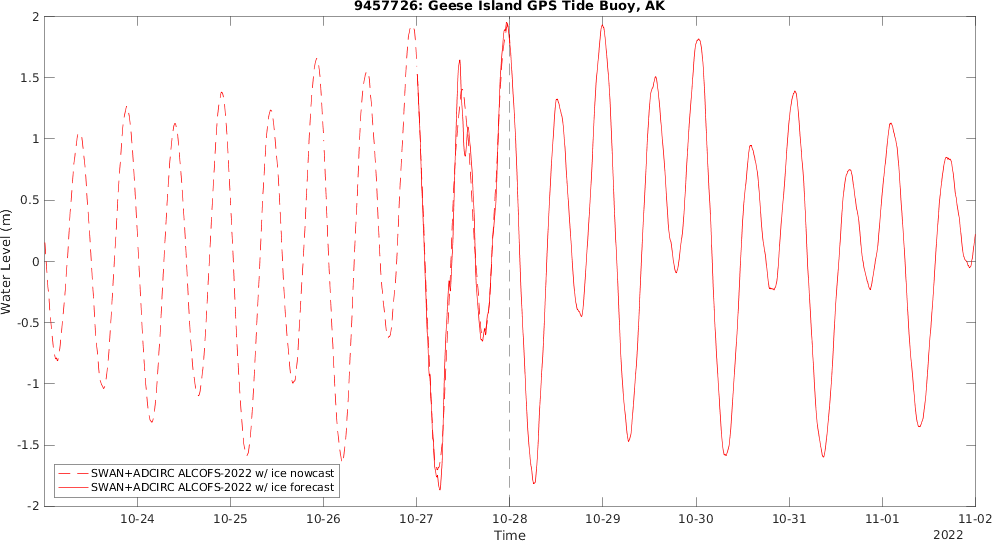 9457726: Geese Island GPS Tide Buoy, AK
2
1.5
1
0.5
0
-0.5
-1
-1.5
-2
Water Level (m)
SWAN+ADCIRC ALCOFS-2022 w/ ice nowcast
SWAN+ADCIRC ALCOFS-2022 w/ ice forecast
10-24 10-25 10-26 10-27 10-28 10-29 10-30 10-31 11-01 11-02
Time
2022